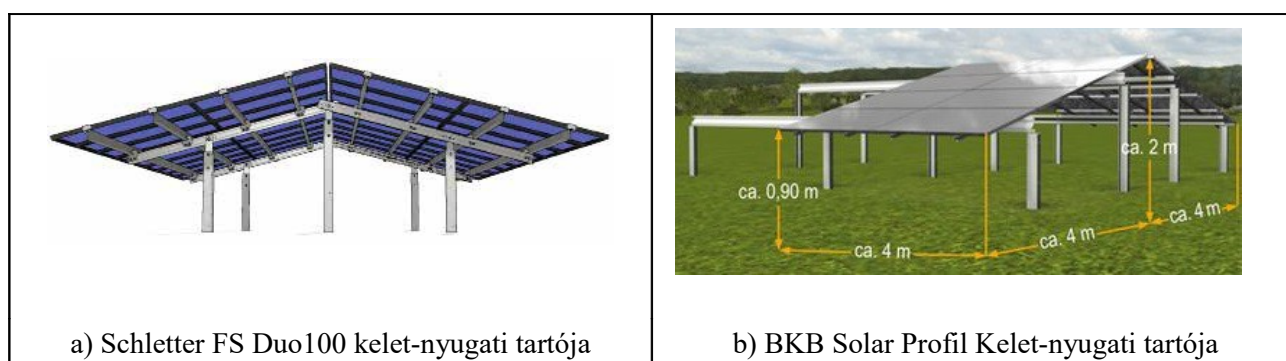 ca. 2 m
ca. 0,90 m
ca. 4 m
ca. 4 m
ca. 4 m
a) Schletter FS Duo100 kelet-nyugati tartója
b) BKB Solar Profil Kelet-nyugati tartója